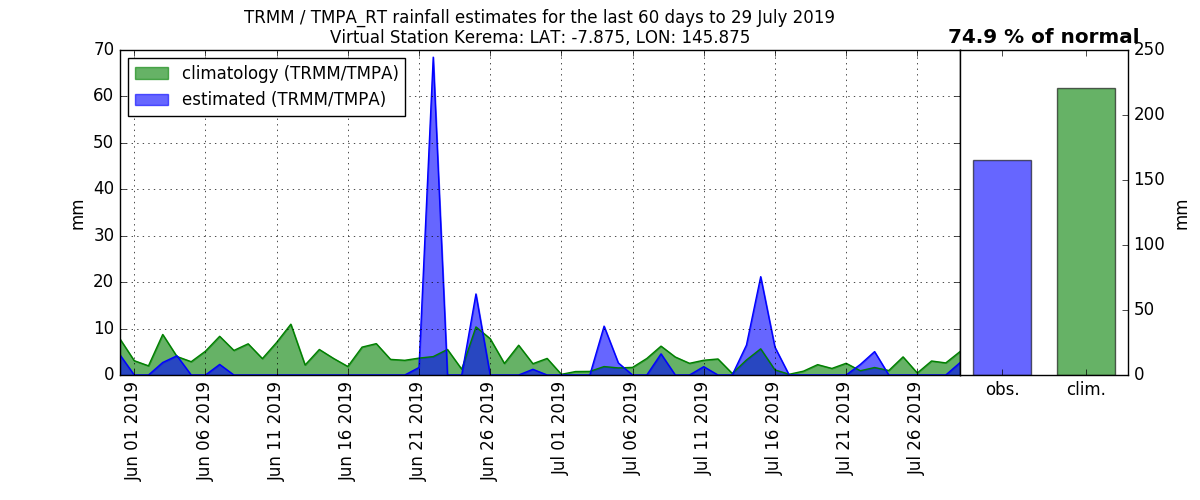 TRMM / TMPA_RT rainfall estimates for the last 60 days to 29 July 2019
Virtual Station Kerema: LAT: -7.875, LON: 145.875
74.9 % of normal
climatology (TRMM/TMPA)
estimated (TRMM/TMPA)
70
60
50
40
30
20
10
0
mm
250
200
150
100
50
0
mm
Jun 01 2019
Jun 06 2019
Jun 11 2019
Jun 16 2019
Jun 21 2019
Jun 26 2019
Jul 01 2019
Jul 06 2019
Jul 11 2019
Jul 16 2019
Jul 21 2019
Jul 26 2019
obs.
clim.